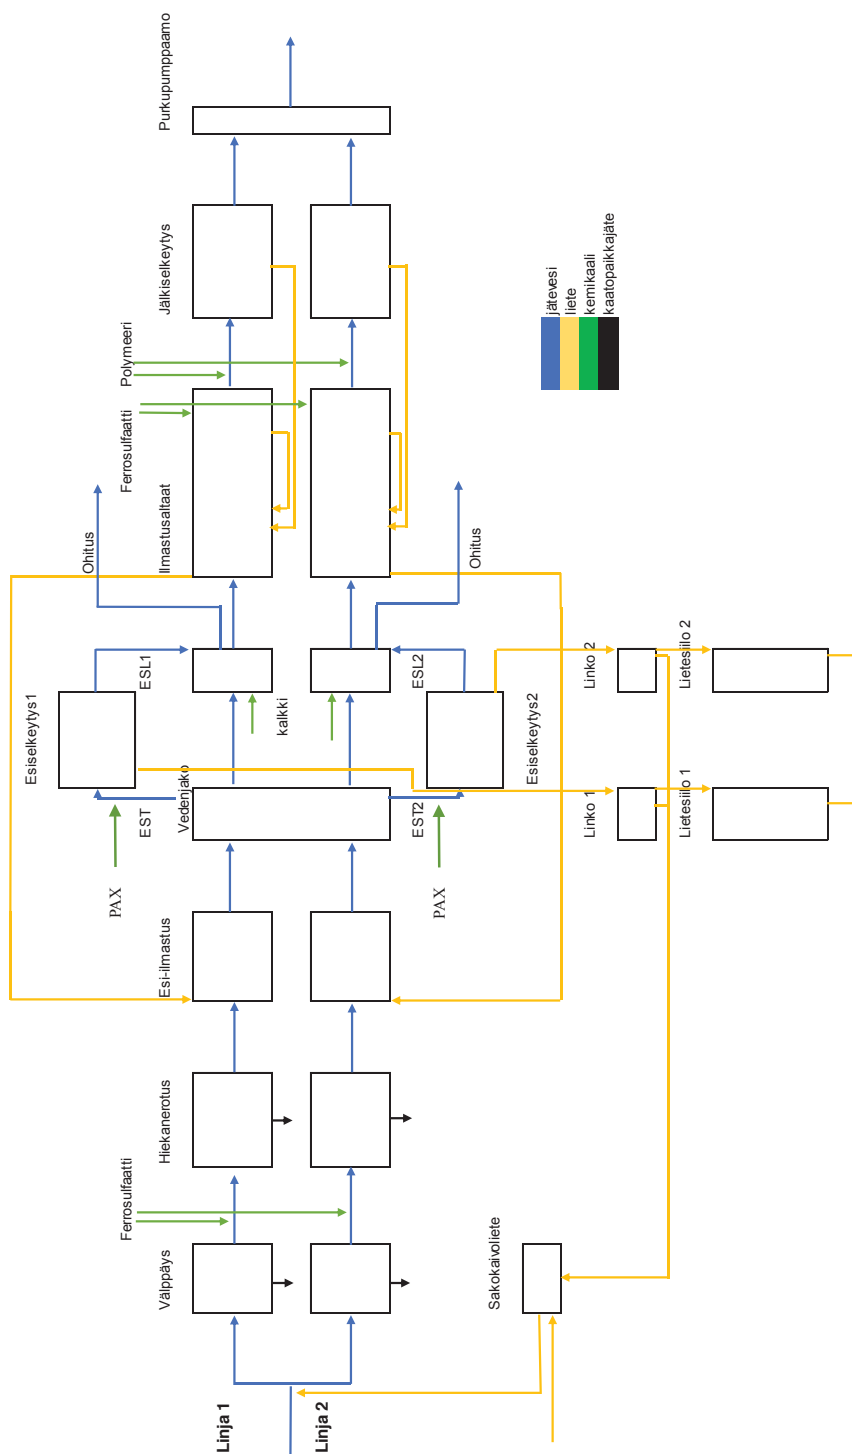 Linja 1
Linja 2
Välppäys
Ferrosulfaatti
Hiekanerotus
Esi-ilmastus
PAX
PAX
EST
Vedenjako
EST2
Esiselkeytys1
Esiselkeytys2
kalkki
ESL1
ESL2
Ohitus
Ohitus
Ilmastusaltaat
Ferrosulfaatti
Polymeeri
Jälkiselkeytys
Purkupumppaamo
Sakokaivoliete
Linko 1
Linko 2
Lietesiilo 1
Lietesiilo 2
jätevesi
liete
kemikaali
kaatopaikkajäte